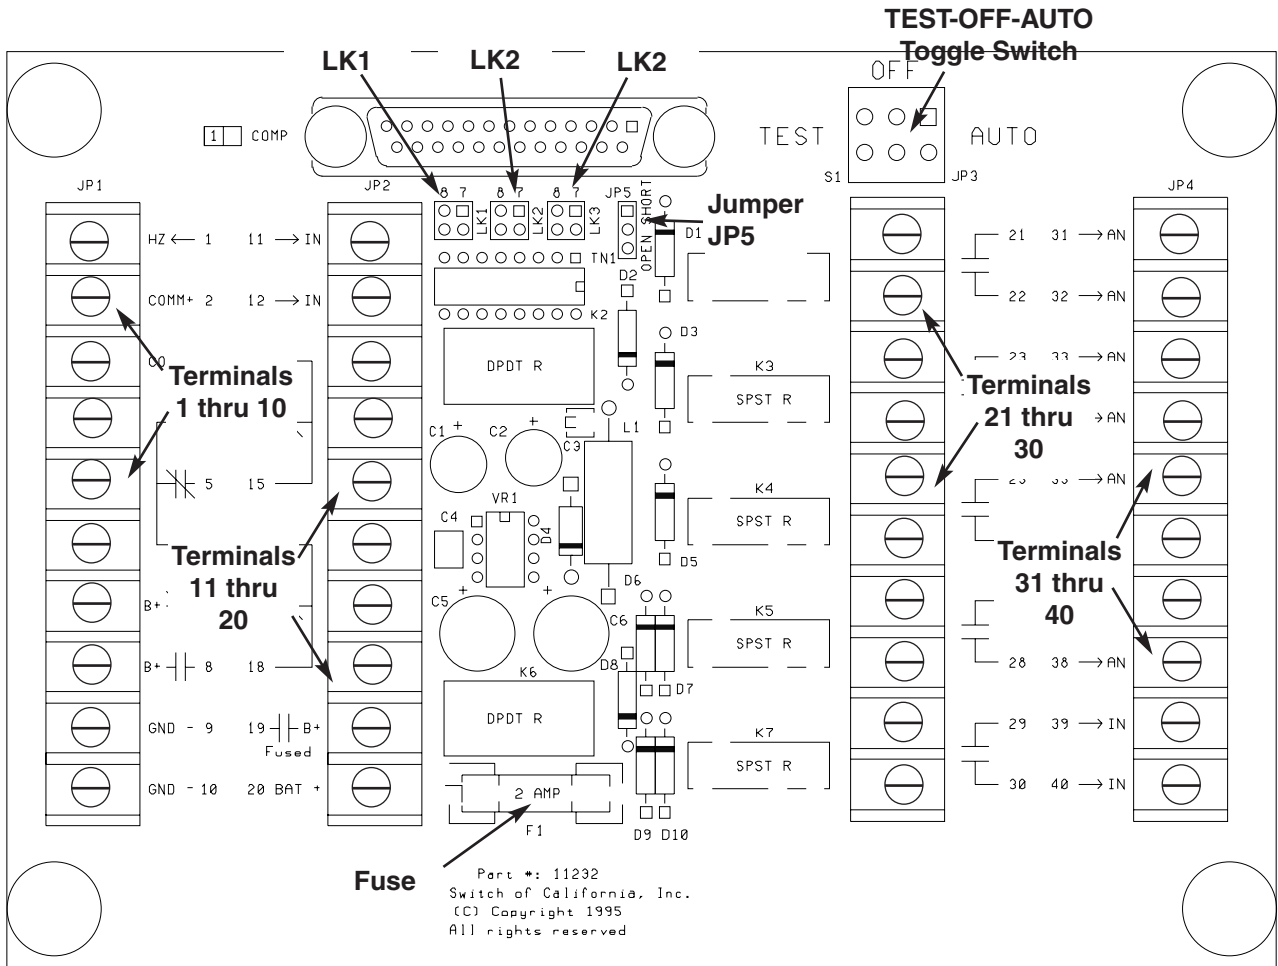 TEST-OFF-AUTO
Toggle Switch
LK1
LK2
LK2
OFF
1 COMP
TEST
AUTO
S1
JP3
JP1
JP2
8 7
8 7
8 7
JP5
JP4
LK1
LK2
LK3
OPEN SHORT
Jumper
JP5
D1
HZ ← 1
11 → IN
21 31 → AN
TN1
D2
COMM+ 2
12 → IN
22 32 → AN
K2
D3
DPDT R
K3
23 33 → AN
Terminals
1 thru 10
SPST R
Terminals
21 thru
30
→ AN
C1
C2
C3
L1
5 15
→ AN
VR1
K4
C4
D4
SPST R
D5
Terminals
11 thru
20
Terminals
31 thru
40
D6
B+
C5
C6
K5
SPST R
B+ 8 18
D8
28 38 → AN
K6
D7
GND - 9
19 B+
Fused
DPDT R
K7
29 39 → IN
SPST R
GND - 10
20 BAT +
2 AMP
30 40 → IN
F1
D9 D10
Fuse
Part #: 11232
Switch of California, Inc.
(C) Copyright 1995
All rights reserved